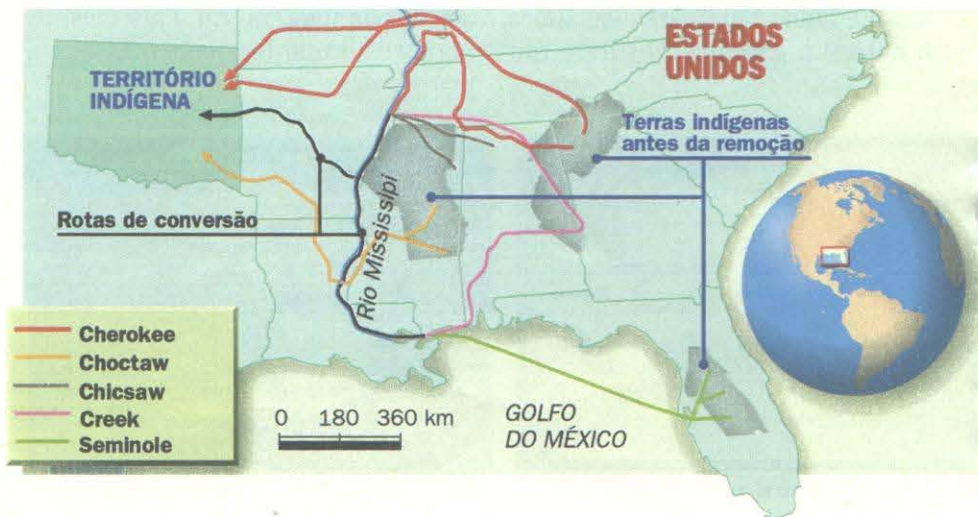 ESTADOS
UNIDOS
TERRITÓRIO
INDÍGENA
Terras indígenas
antes da remoção
Rotas de conversão
Rio Mississipi
Cherokee
Choctaw
Chicsaw
Creek
Seminole
0 180 360 km
GOLFO
DO MÉXICO